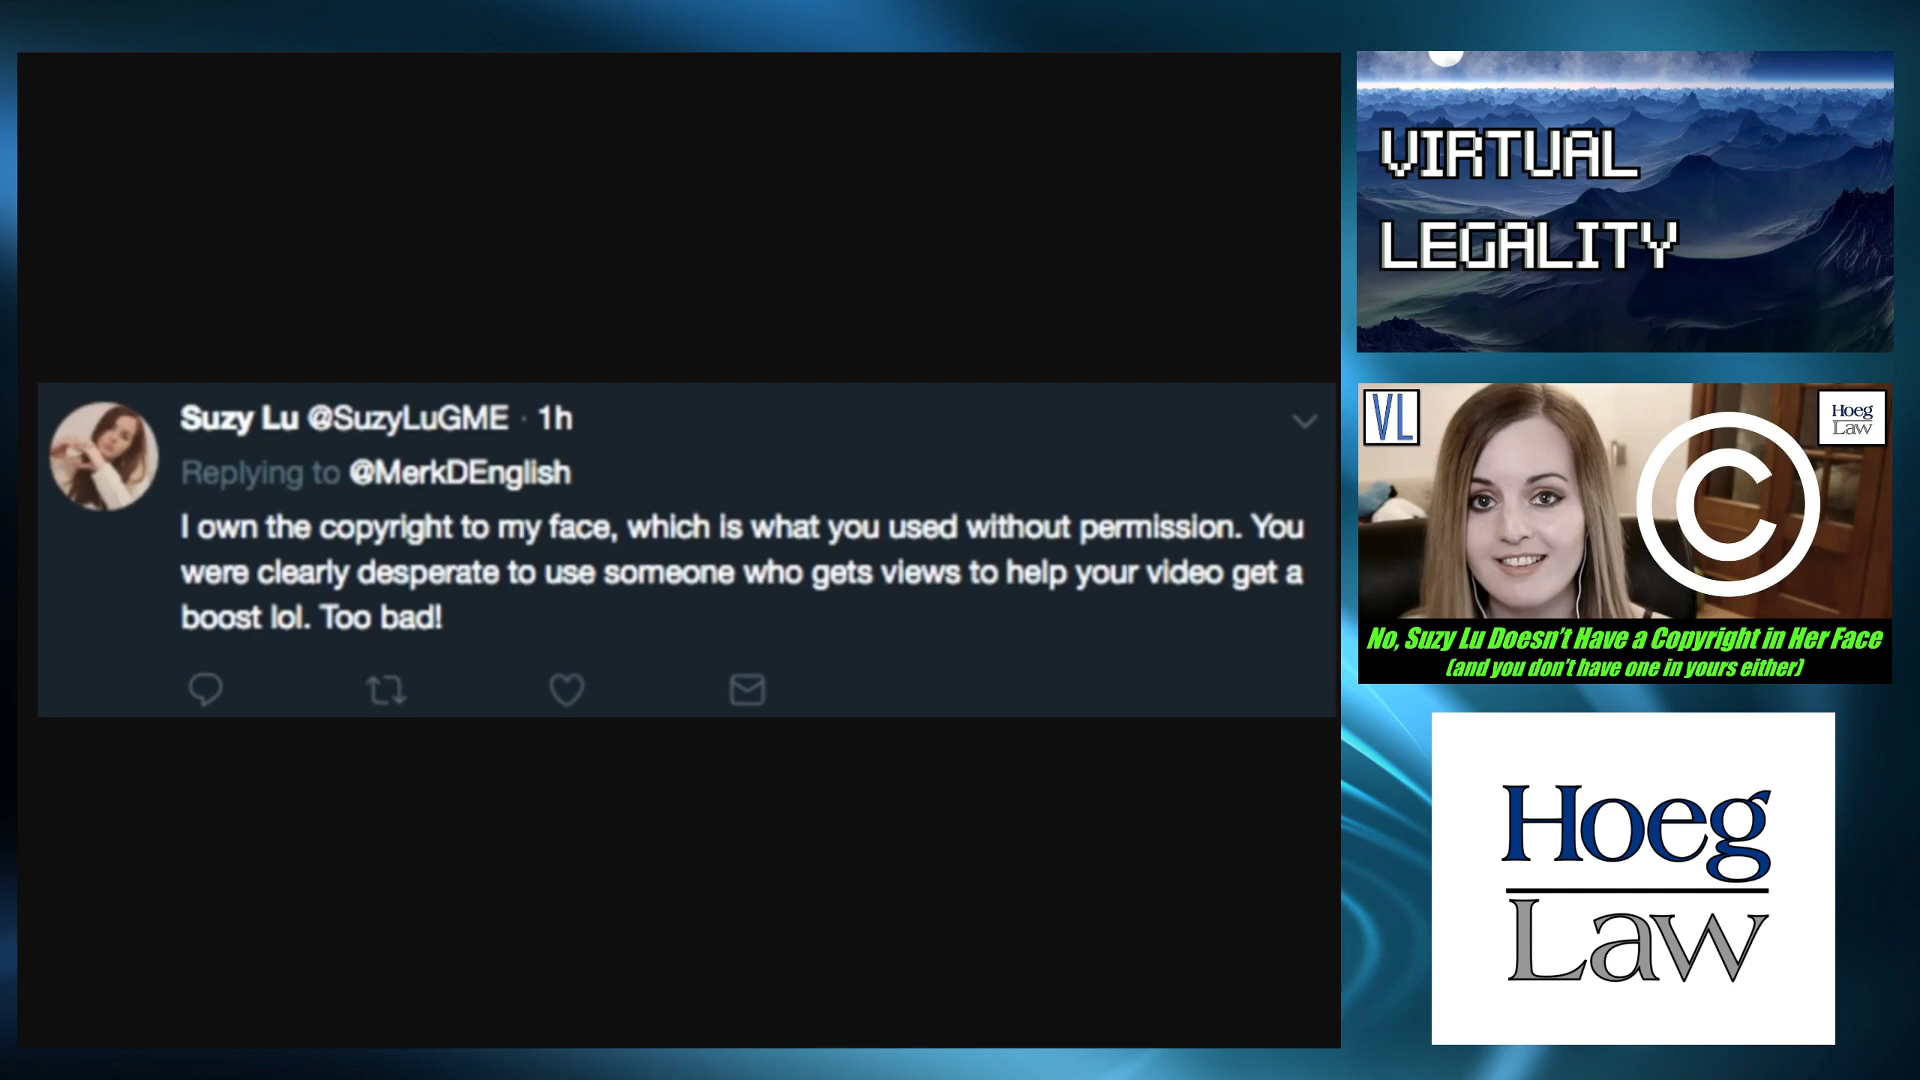 Suzy Lu @SuzyLuGME · 1h
Replying to @MerkDEnglish
I own the copyright to my face, which is what you used without permission. You
were clearly desperate to use someone who gets views to help your video get a
boost lol. Too bad!
VIRTUAL
LEGALITY
VL
Hoeg
Law
©
No, Suzy Lu Doesn't Have a Copyright in Her Face
(and you don't have one in yours either)
Hoeg
Law